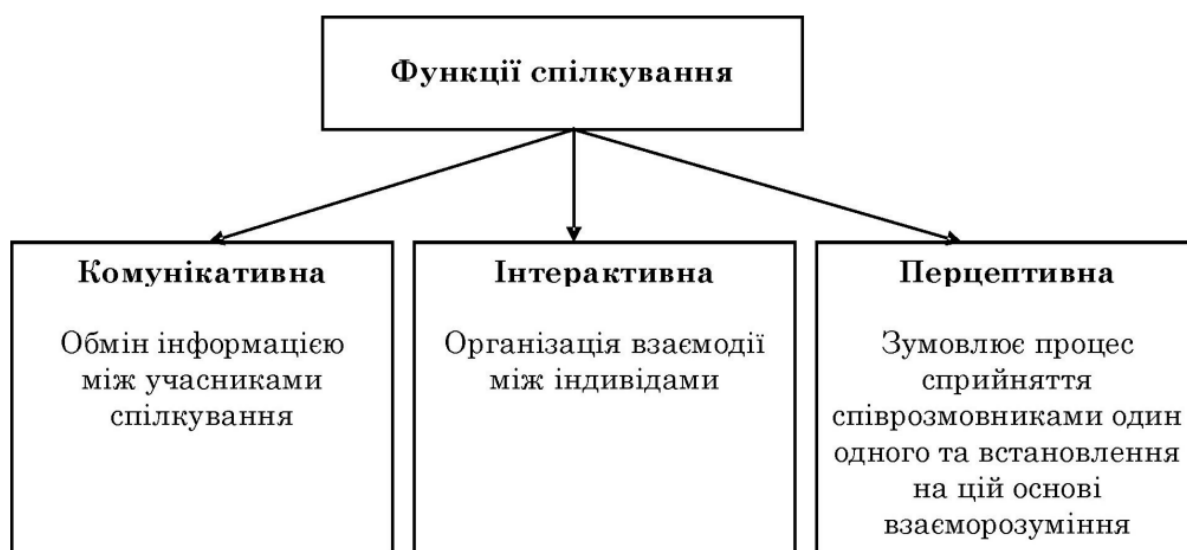 Функції спілкування
Комунікативна
Обмін інформацією
між учасниками
спілкування
Інтерактивна
Організація взаємодії
між індивідами
Перцептивна
Зумовлює процес
сприйняття
співрозмовниками один
одного та встановлення
на цій основі
взаєморозуміння